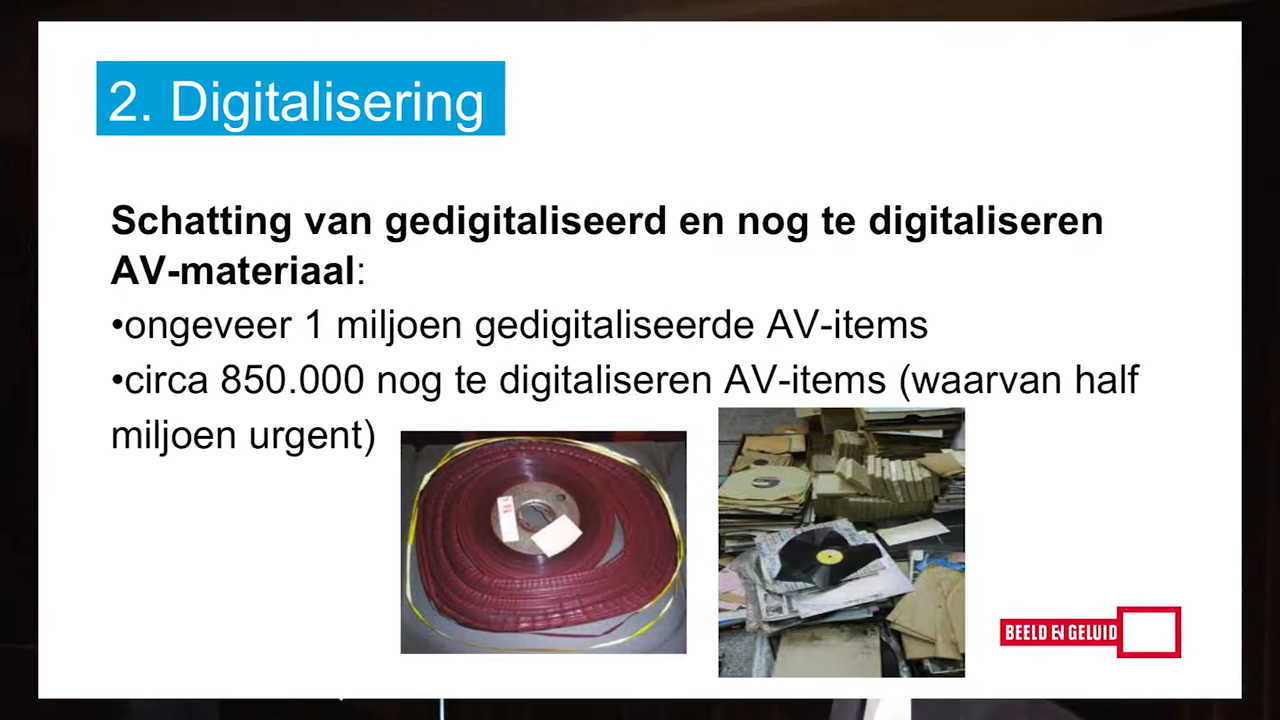 2. Digitalisering
Schatting van gedigitaliseerd en nog te digitaliseren
AV-materiaal:
•ongeveer 1 miljoen gedigitaliseerde AV-items
•circa 850.000 nog te digitaliseren AV-items (waarvan half
miljoen urgent)
BEELD EN GELUID